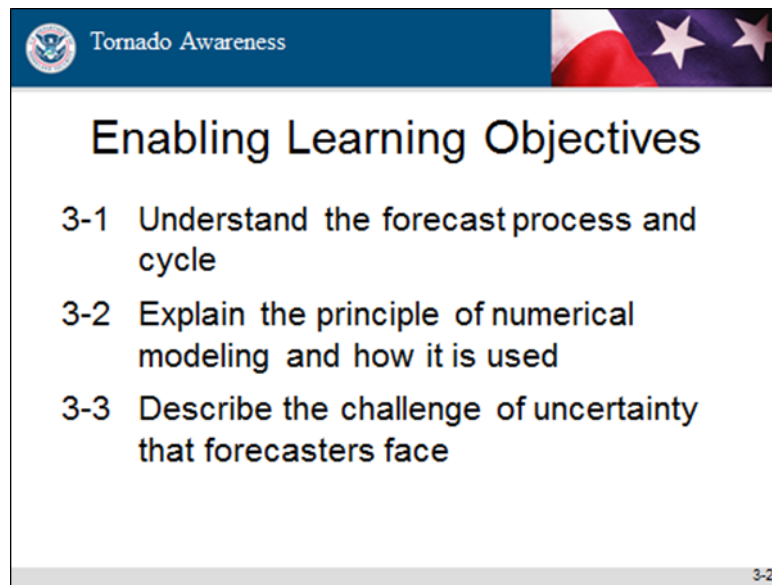 Tornado Awareness
Enabling Learning Objectives
3-1 Understand the forecast process and
cycle
3-2 Explain the principle of numerical
modeling and how it is used
3-3 Describe the challenge of uncertainty
that forecasters face
3-2